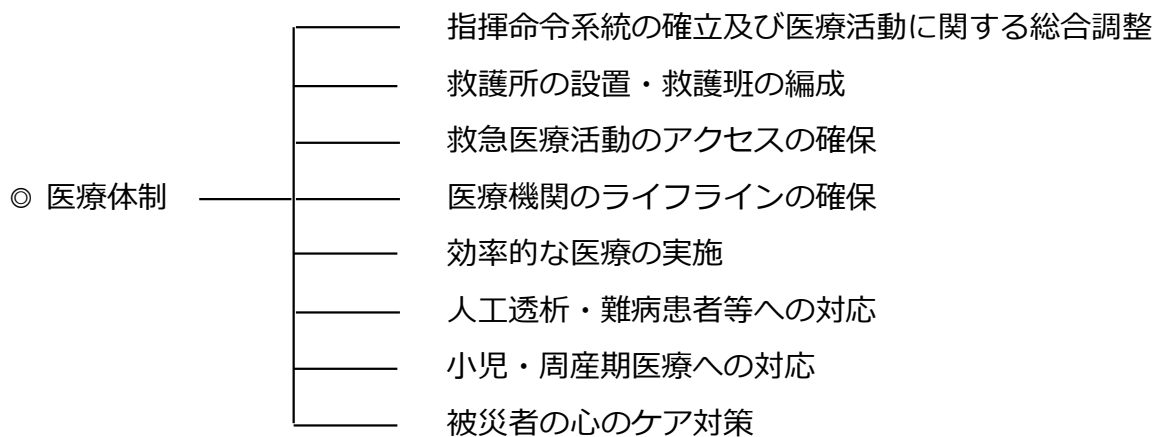 指揮命令系統の確立及び医療活動に関する総合調整
救護所の設置・救護班の編成
救急医療活動のアクセスの確保
◎ 医療体制
医療機関のライフラインの確保
効率的な医療の実施
人工透析・難病患者等への対応
小児・周産期医療への対応
被災者の心のケア対策